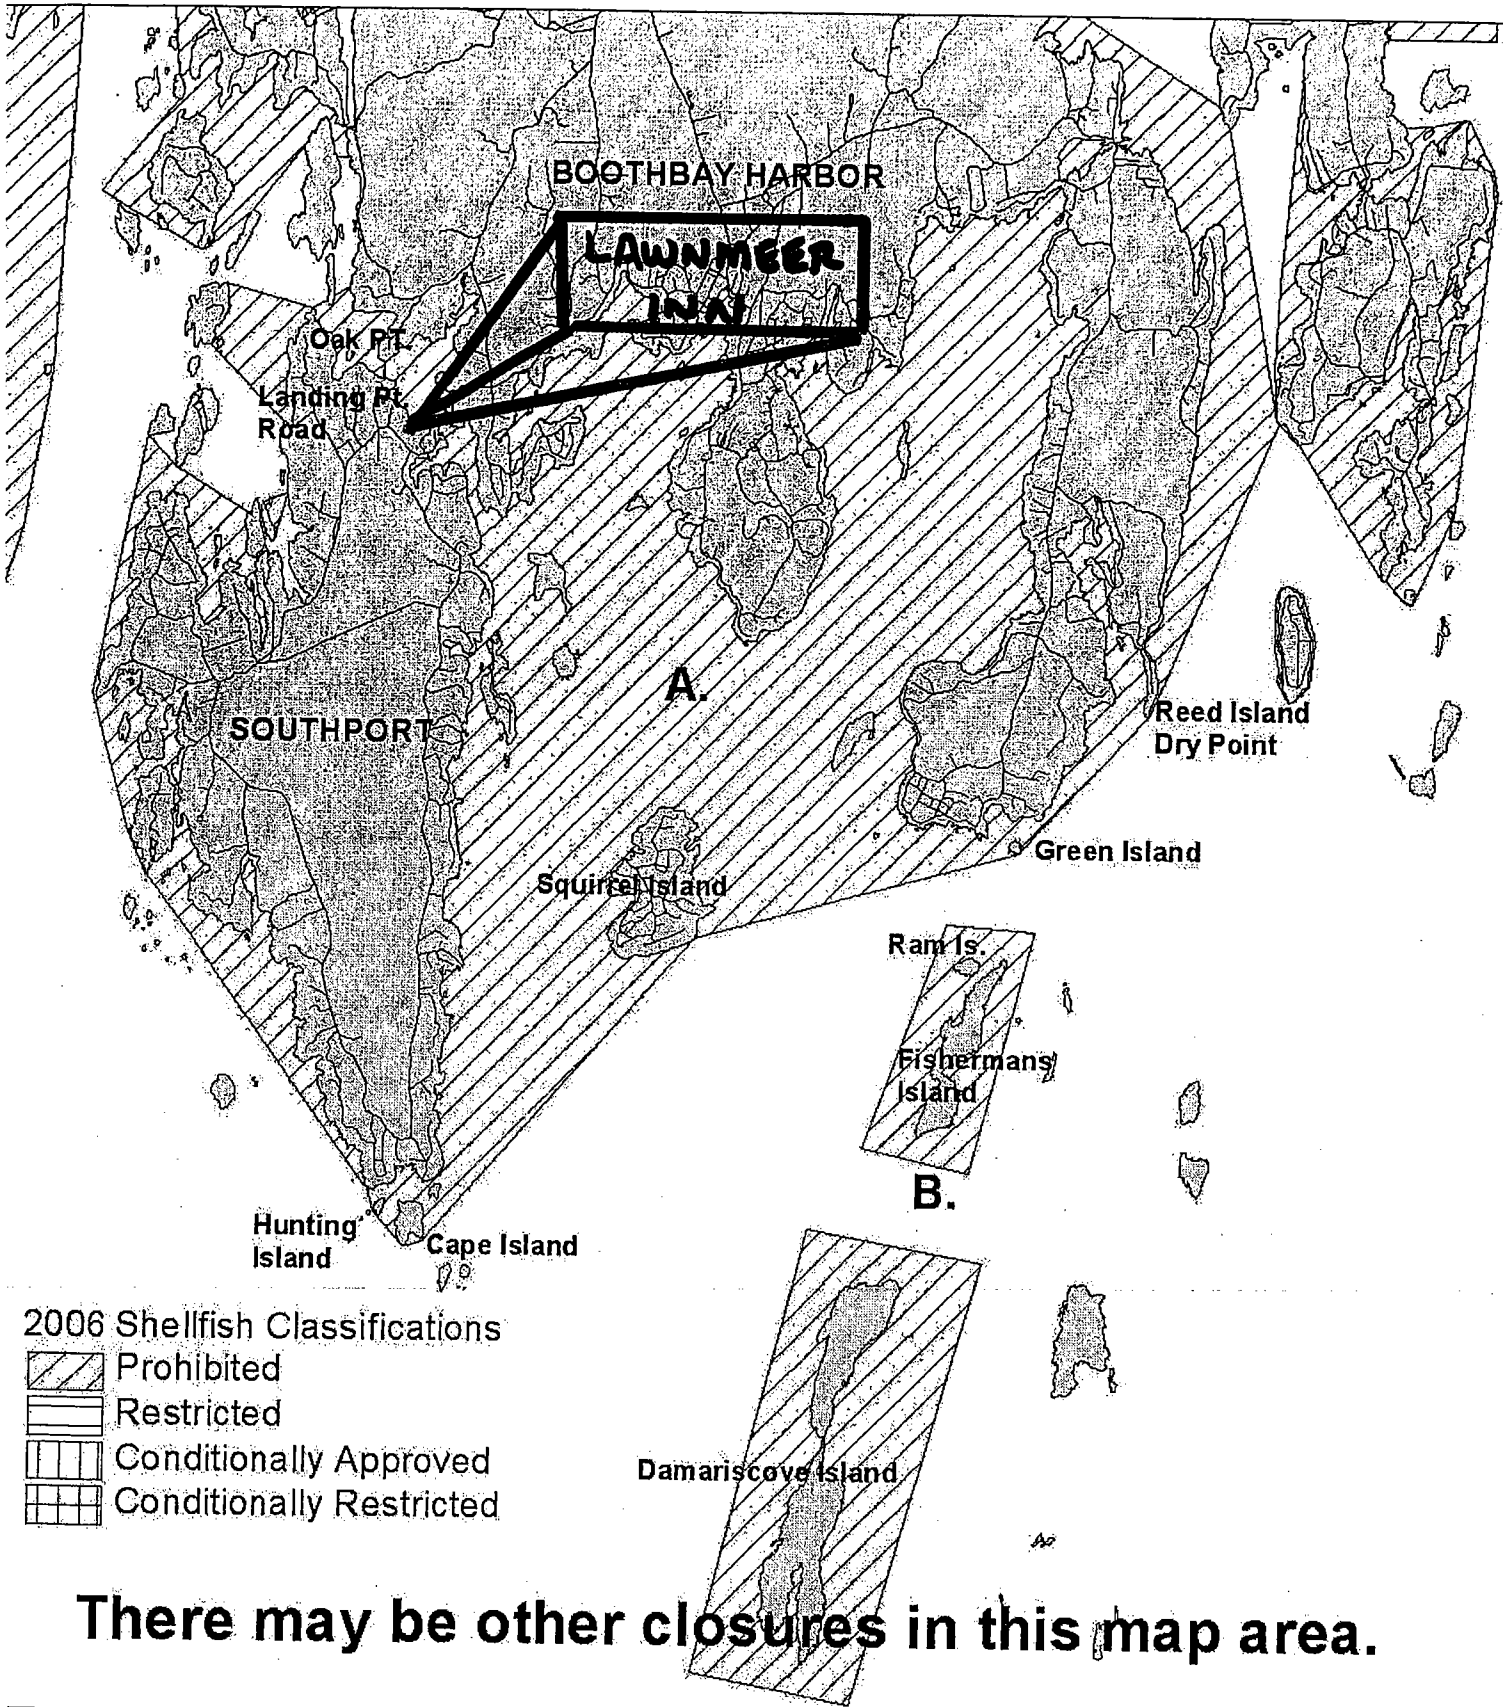 BOOTHBAY HARBOR
LAWNMEER
INN
Oak PT.
Landing Pt.
Road
A.
SOUTHPORT
Reed Island
Dry Point
Green Island
Squirrel Island
Ram Is.
Fishermans
Island
B.
Hunting
Island
Cape Island
2006 Shellfish Classifications
Prohibited
Restricted
Conditionally Approved
Conditionally Restricted
Damariscove Island
There may be other closures in this map area.